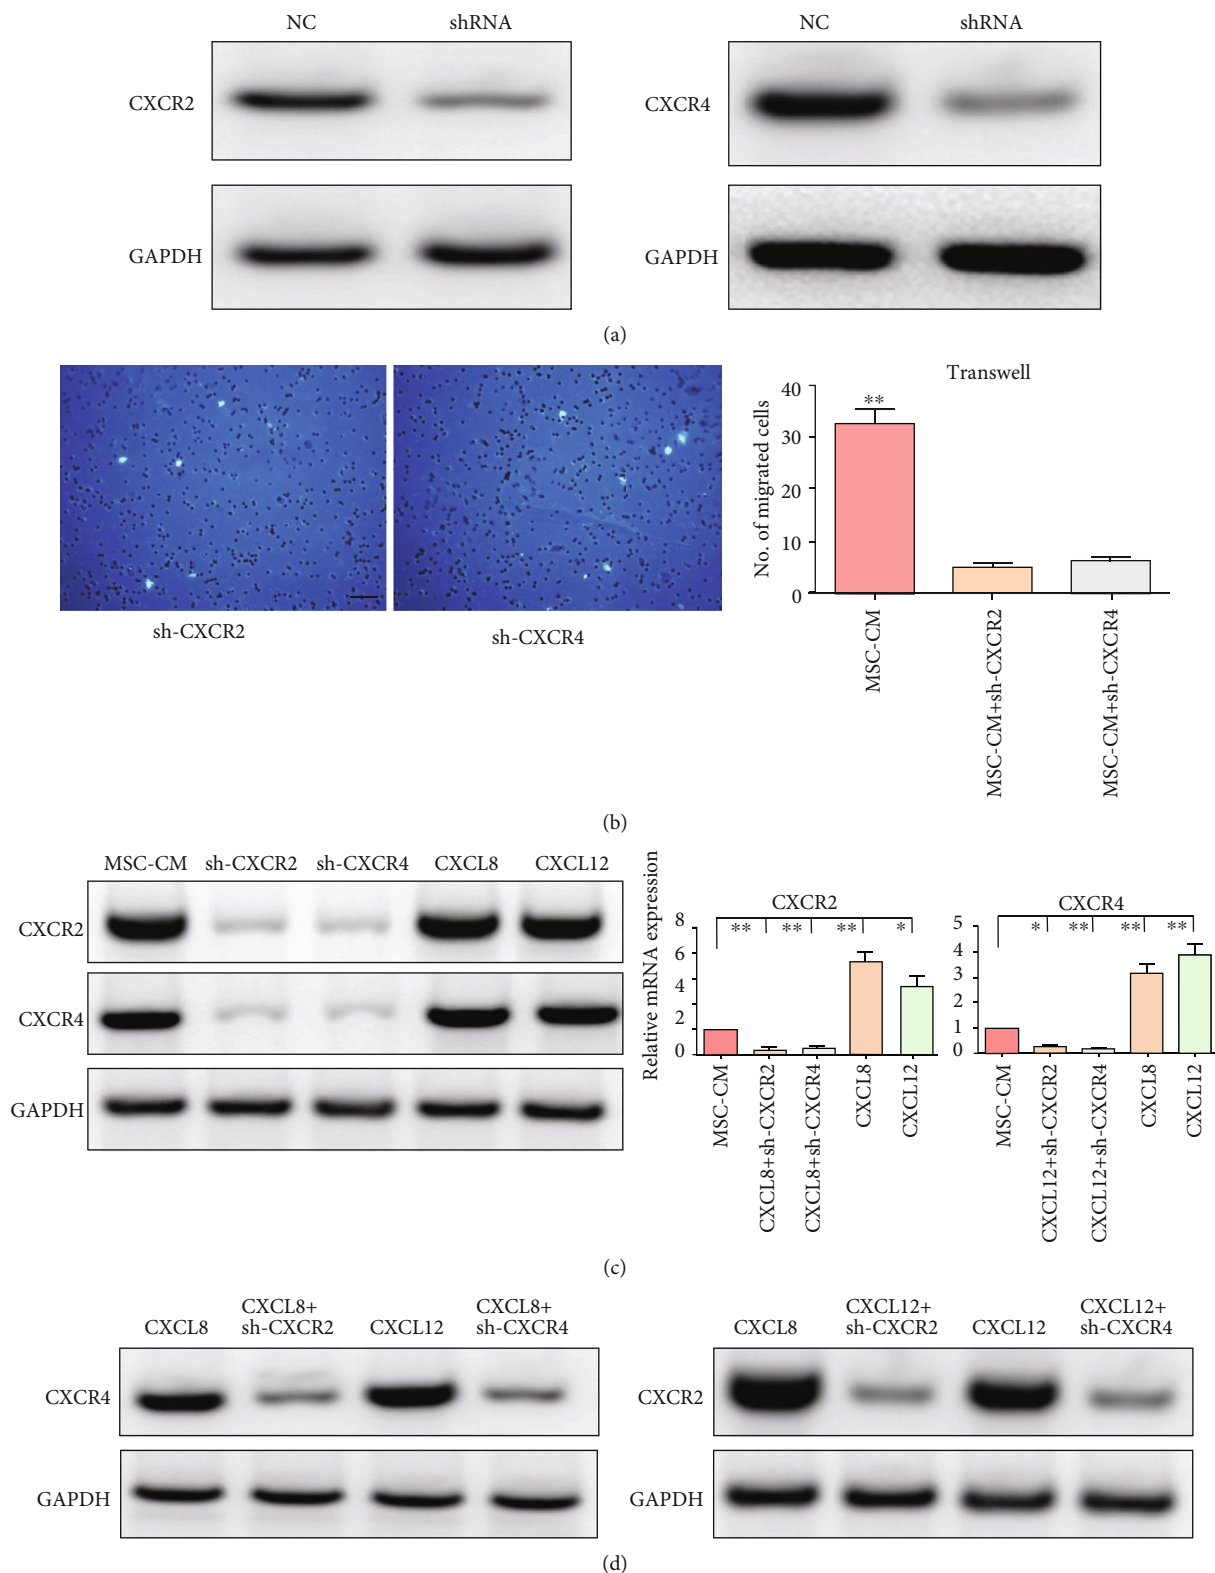 NC shRNA
CXCR2
GAPDH
NC shRNA
CXCR4
GAPDH
(a)
sh-CXCR2
sh-CXCR4
Transwell
No. of migrated cells
40
30
20
10
0
**
MSC-CM
MSC-CM+sh-CXCR2
MSC-CM+sh-CXCR4
(b)
MSC-CM sh-CXCR2 sh-CXCR4 CXCL8 CXCL12
CXCR2
CXCR4
GAPDH
Relative mRNA expression
CXCR2
8
6
4
2
0
** ** ** *
MSC-CM
CXCL8+sh-CXCR2
CXCL8+sh-CXCR4
CXCL8
CXCL12
CXCR4
5
4
3
2
1
0
* ** ** **
MSC-CM
CXCL12+sh-CXCR2
CXCL12+sh-CXCR4
CXCL8
CXCL12
(c)
CXCL8 CXCL8+ sh-CXCR2 CXCL12 CXCL8+ sh-CXCR4
CXCR4
GAPDH
CXCL8 CXCL12+ sh-CXCR2 CXCL12 CXCL12+ sh-CXCR4
CXCR2
GAPDH
(d)